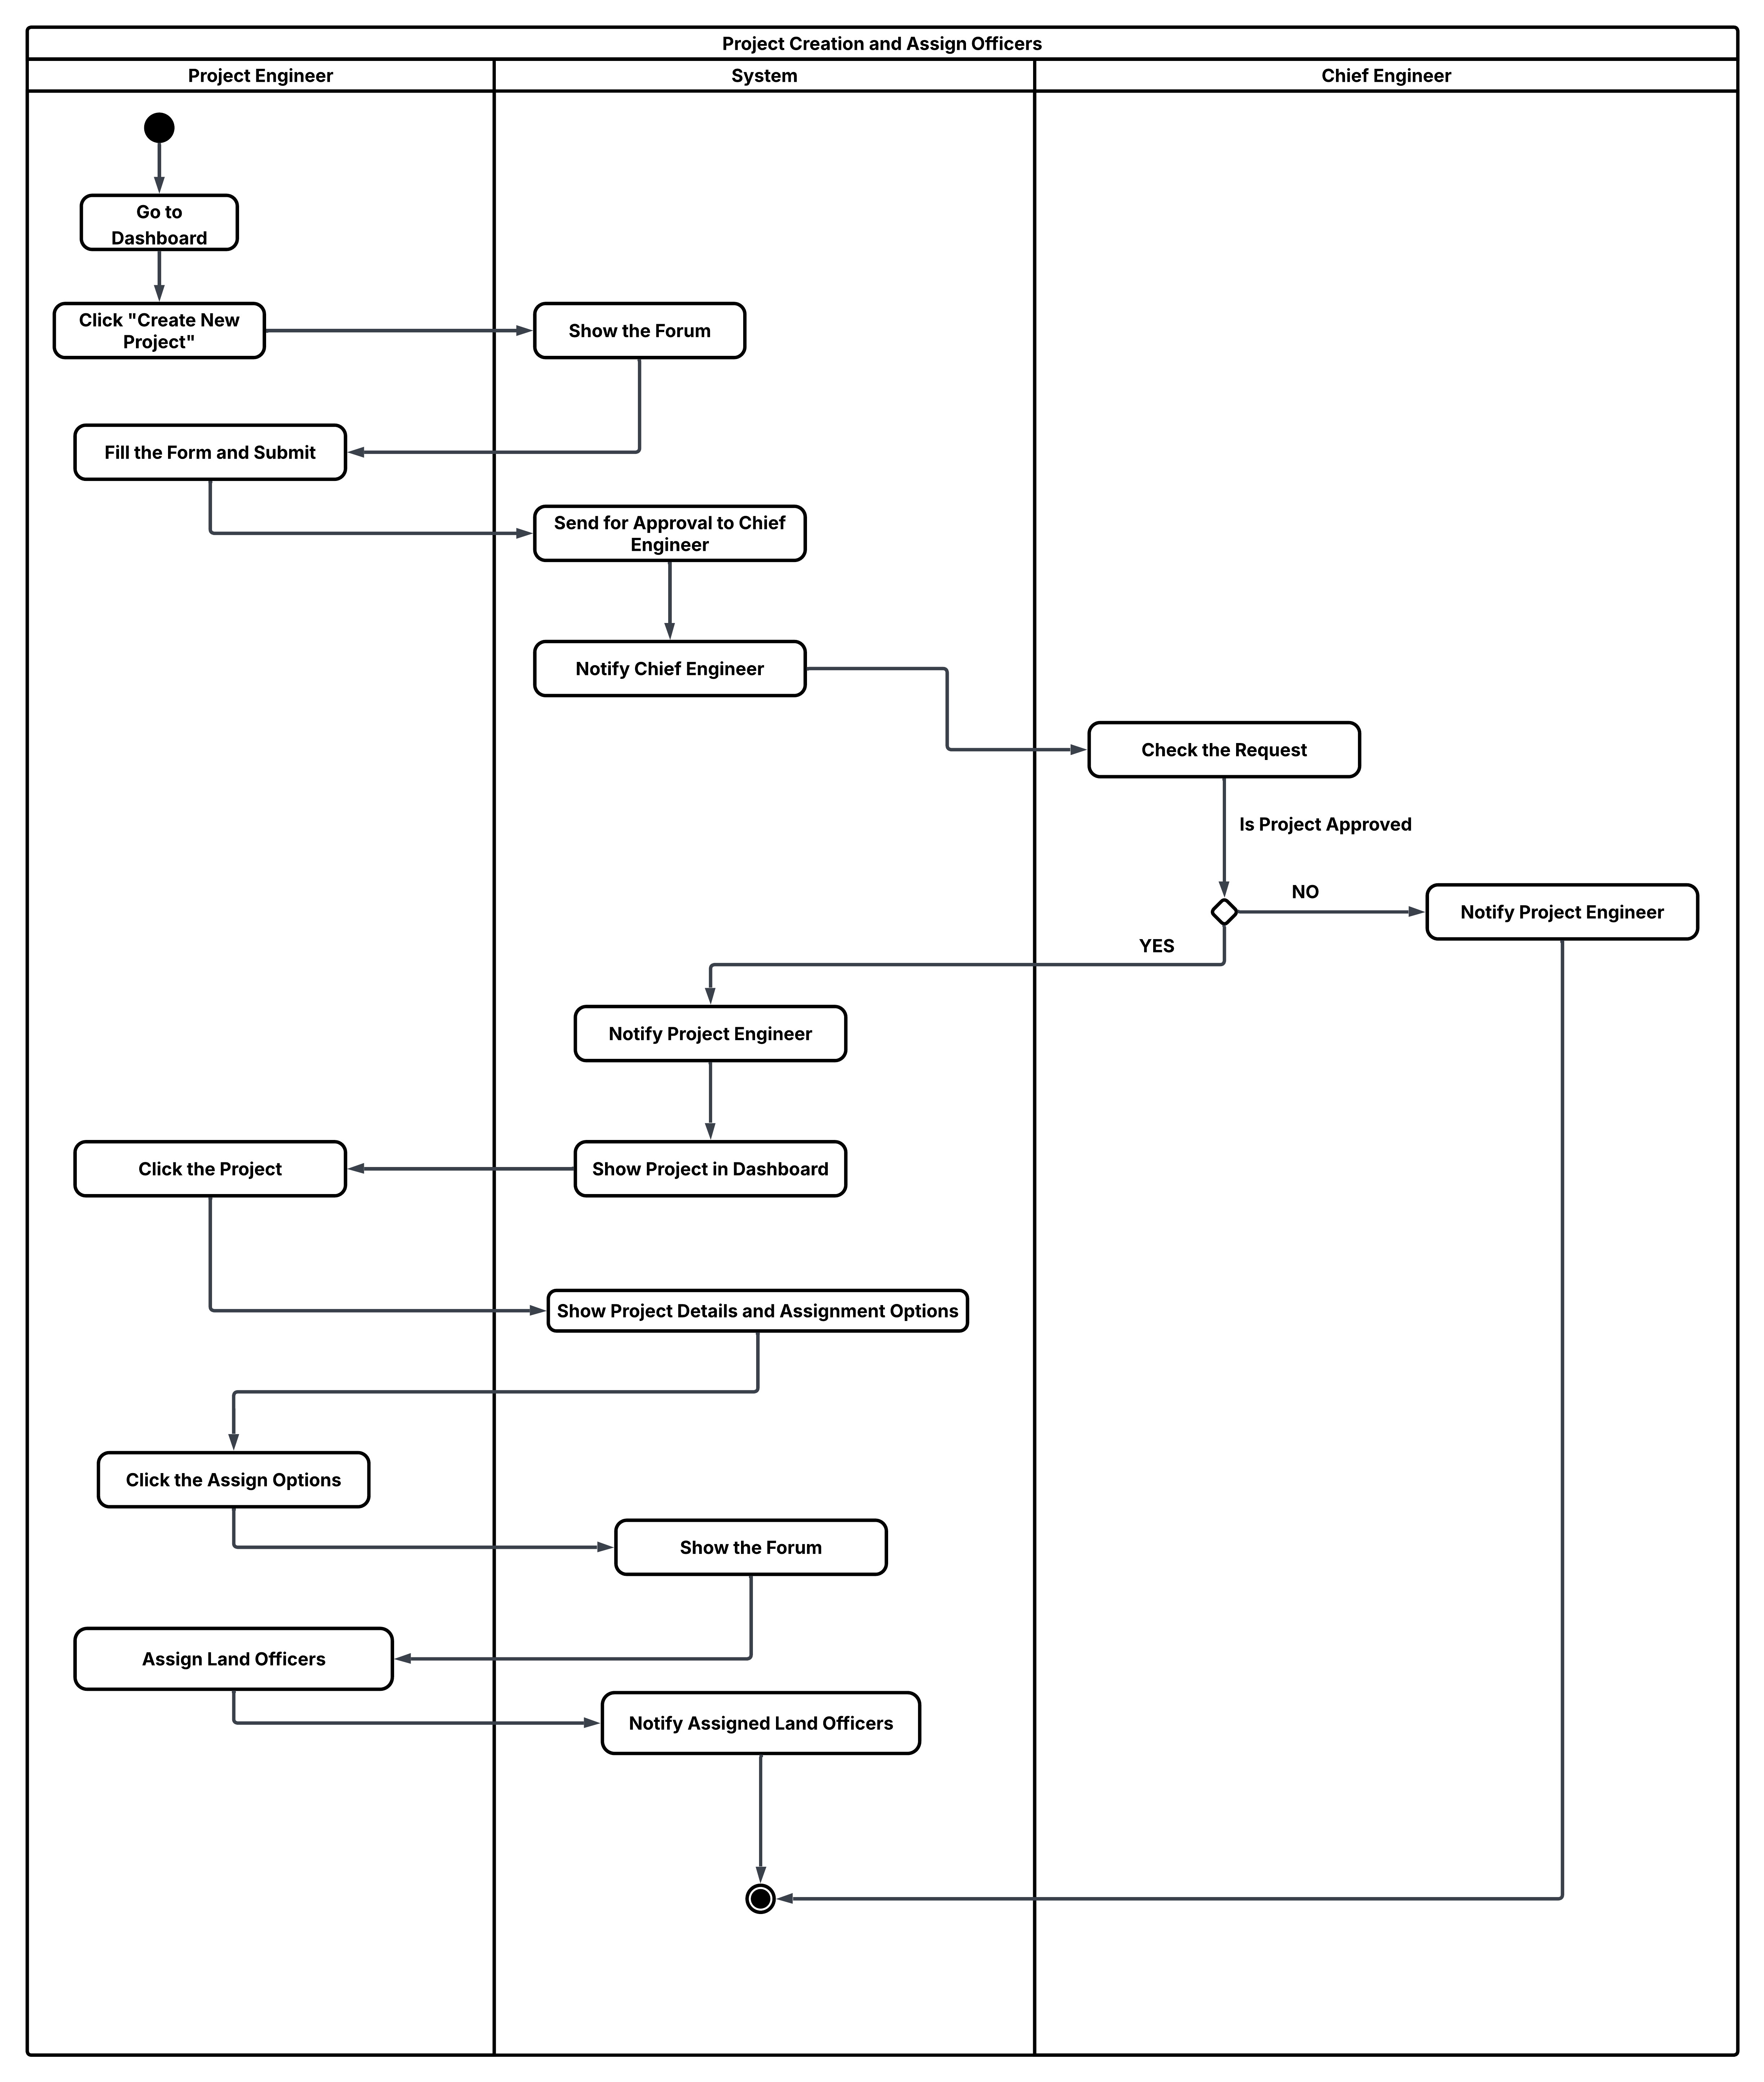 Project Creation and Assign Officers
Project Engineer
System
Chief Engineer
Go to
Dashboard
Click "Create New
Project"
Show the Forum
Fill the Form and Submit
Send for Approval to Chief
Engineer
Notify Chief Engineer
Check the Request
Is Project Approved
NO
Notify Project Engineer
YES
Notify Project Engineer
Click the Project
Show Project in Dashboard
Show Project Details and Assignment Options
Click the Assign Options
Show the Forum
Assign Land Officers
Notify Assigned Land Officers